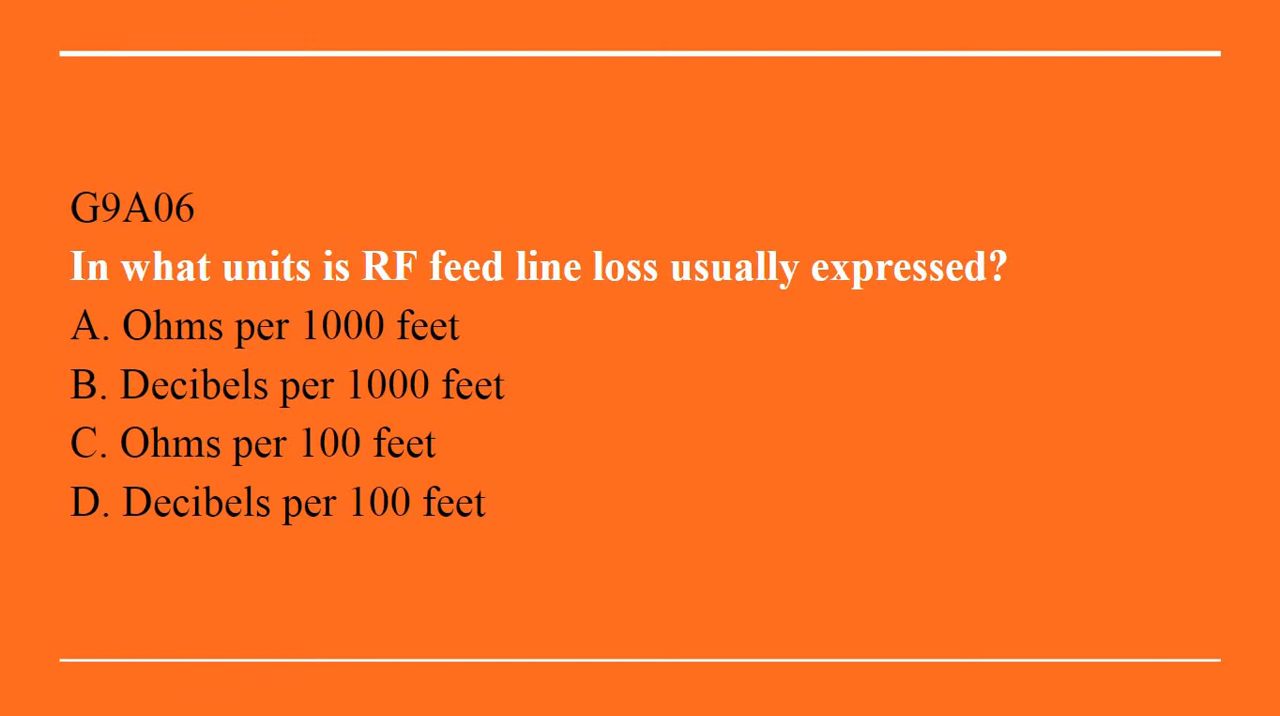 G9A06
In what units is RF feed line loss usually expressed?
A. Ohms per 1000 feet
B. Decibels per 1000 feet
C. Ohms per 100 feet
D. Decibels per 100 feet